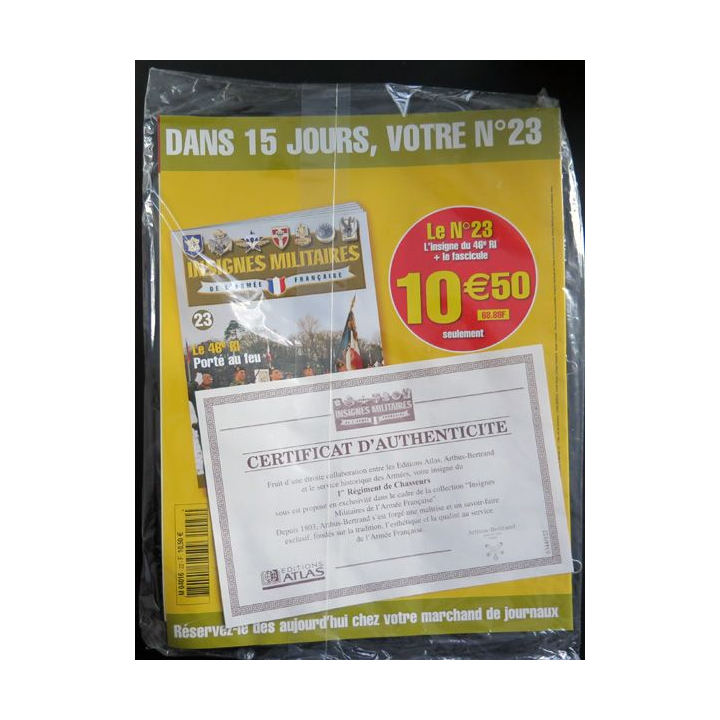 DANS 15 JOURS, VOTRE N°23
INSIGNES MILITAIRES
DE L'ARMÉE FRANÇAISE
23
Le 46e RI
Porté au feu
Le N°23
L'insigne du 46e RI
+ le fascicule
10€50
68.88F
seulement
INSIGNES MILITAIRES
CERTIFICAT D'AUTHENTICITE
Fruit d'une étroite collaboration entre les Editions Atlas, Arthus-Bertrand
et le service historique des Armées, votre insigne du
1er Régiment de Chasseurs
vous est proposé en exclusivité dans le cadre de la collection "Insignes
Militaires de l'Armée Française"
Depuis 1803, Arthus-Bertrand s'est forgé une maîtrise et un savoir-faire
exclusif, fondés sur la tradition, l'esthétique et la qualité au service
de l'Armée Française.
Arthus-Bertrand
EDITIONS
ATLAS
M 04016 - 22 - F: 10,50 €
Réservez-le dès aujourd'hui chez votre marchand de journaux